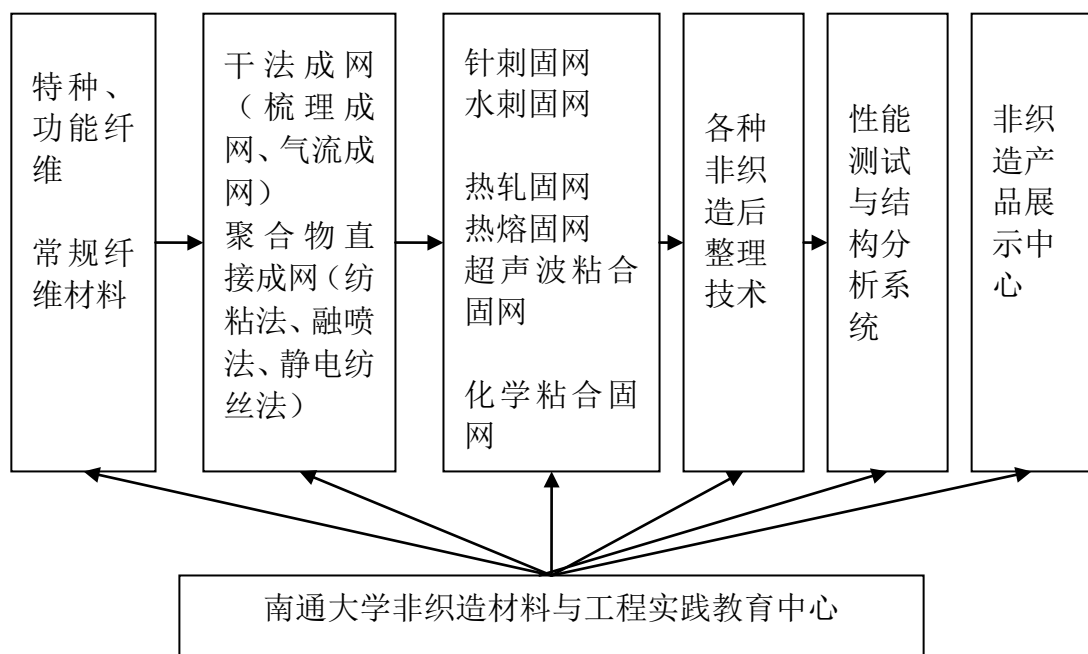 特种、
功能纤
维
常规纤
维材料
干法成网
（梳理成
网、气流成
网）
聚合物直
接成网（纺
粘法、融喷
法、静电纺
丝法）
针刺固网
水刺固网
热轧固网
热熔固网
超声波粘合
固网
化学粘合固
网
各种
非织
造后
整理
技术
性能
测试
与结
构分
析系
统
非织
造产
品展
示中
心
南通大学非织造材料与工程实践教育中心